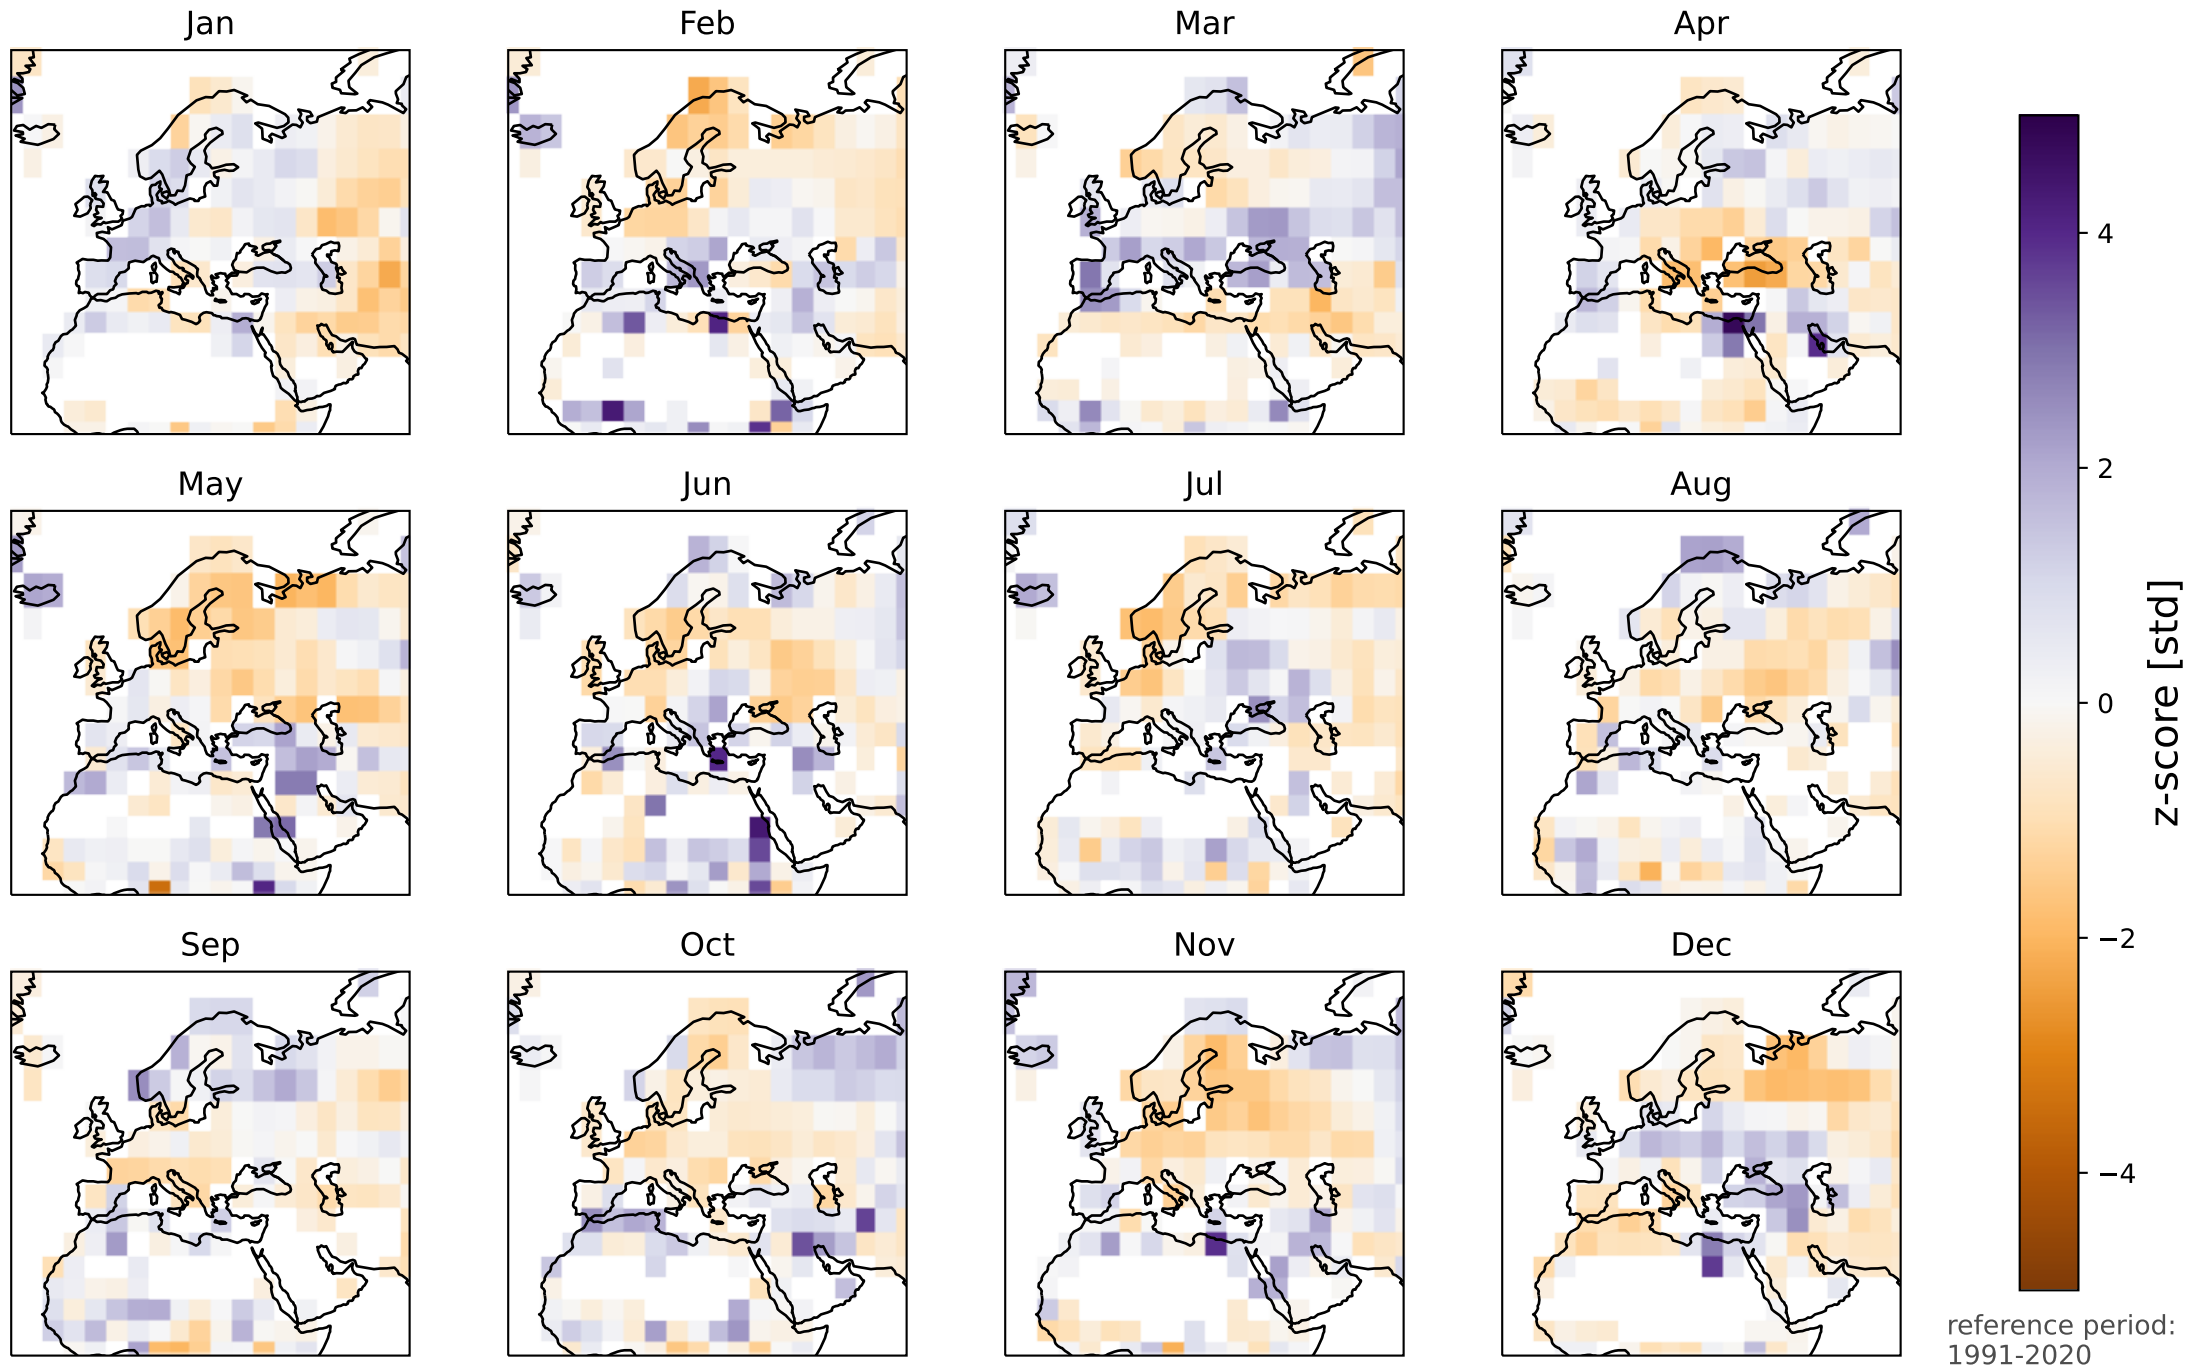 Jan
Feb
Mar
Apr
May
Jun
Jul
Aug
Sep
Oct
Nov
Dec
4
2
0
−2
−4
z-score [std]
reference period:
1991-2020